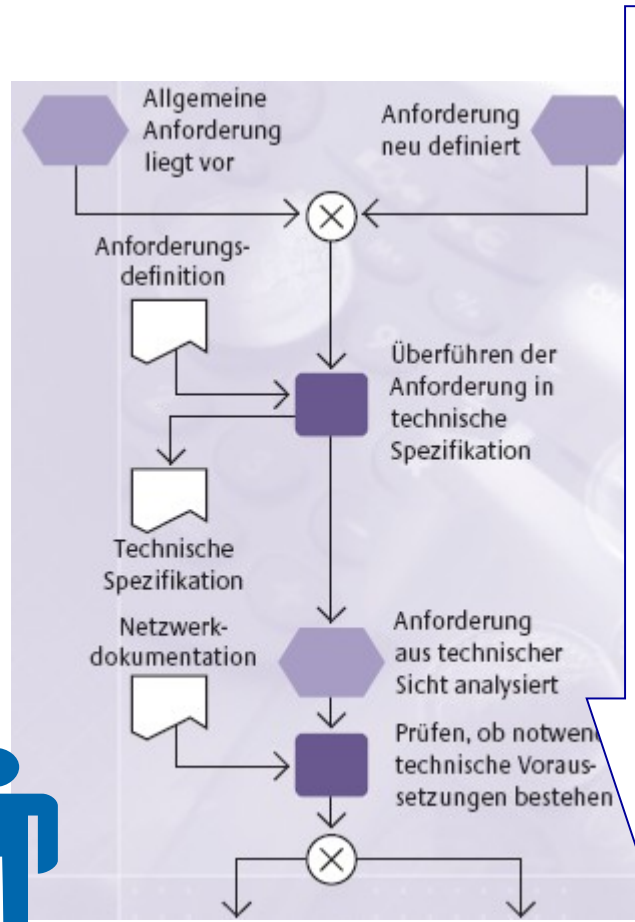 Allgemeine
Anforderung
liegt vor
Anforderung
neu definiert
Anforderungs-
definition
Überführen der
Anforderung in
technische
Spezifikation
Technische
Spezifikation
Netzwerk-
dokumentation
Anforderung
aus technischer
Sicht analysiert
Prüfen, ob
technische Voraus-
setzungen bestehen